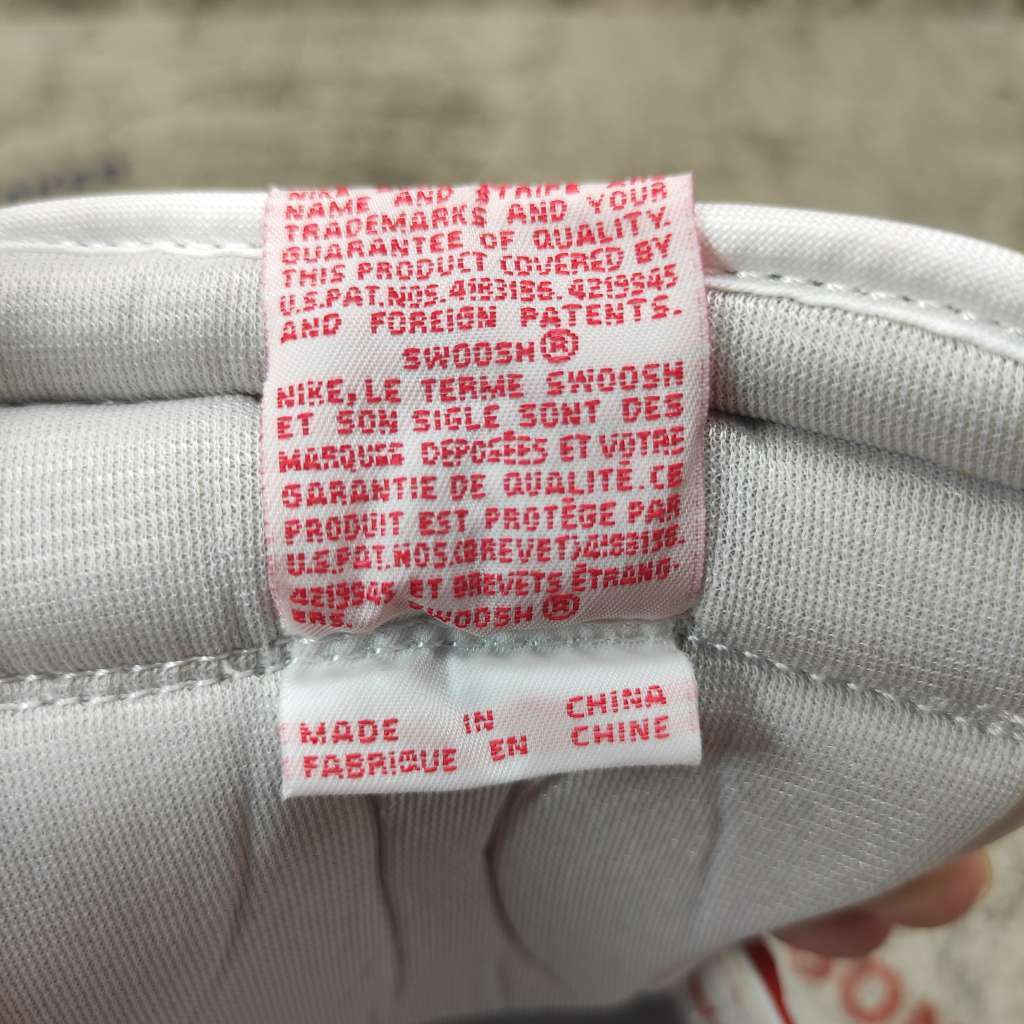 NAME AND STRIPE ARE
TRADEMARKS AND YOUR
GUARANTEE OF QUALITY.
THIS PRODUCT COVERED BY
U.S.PAT.NOS.4183156.4219945
AND FOREIGN PATENTS.
SWOOSH®
NIKE,LE TERME SWOOSH
ET SON SIGLE SONT DES
MARQUES DEPOSÉES ET VOTRE
GARANTIE DE QUALITÉ.CE
PRODUIT EST PROTÈGE PAR
U.S.PAT.NOS.(BREVET)4183156.
4219945 ET BREVETS ÉTRANG-
ERS. SWOOSH®
MADE IN CHINA
FABRIQUE EN CHINE